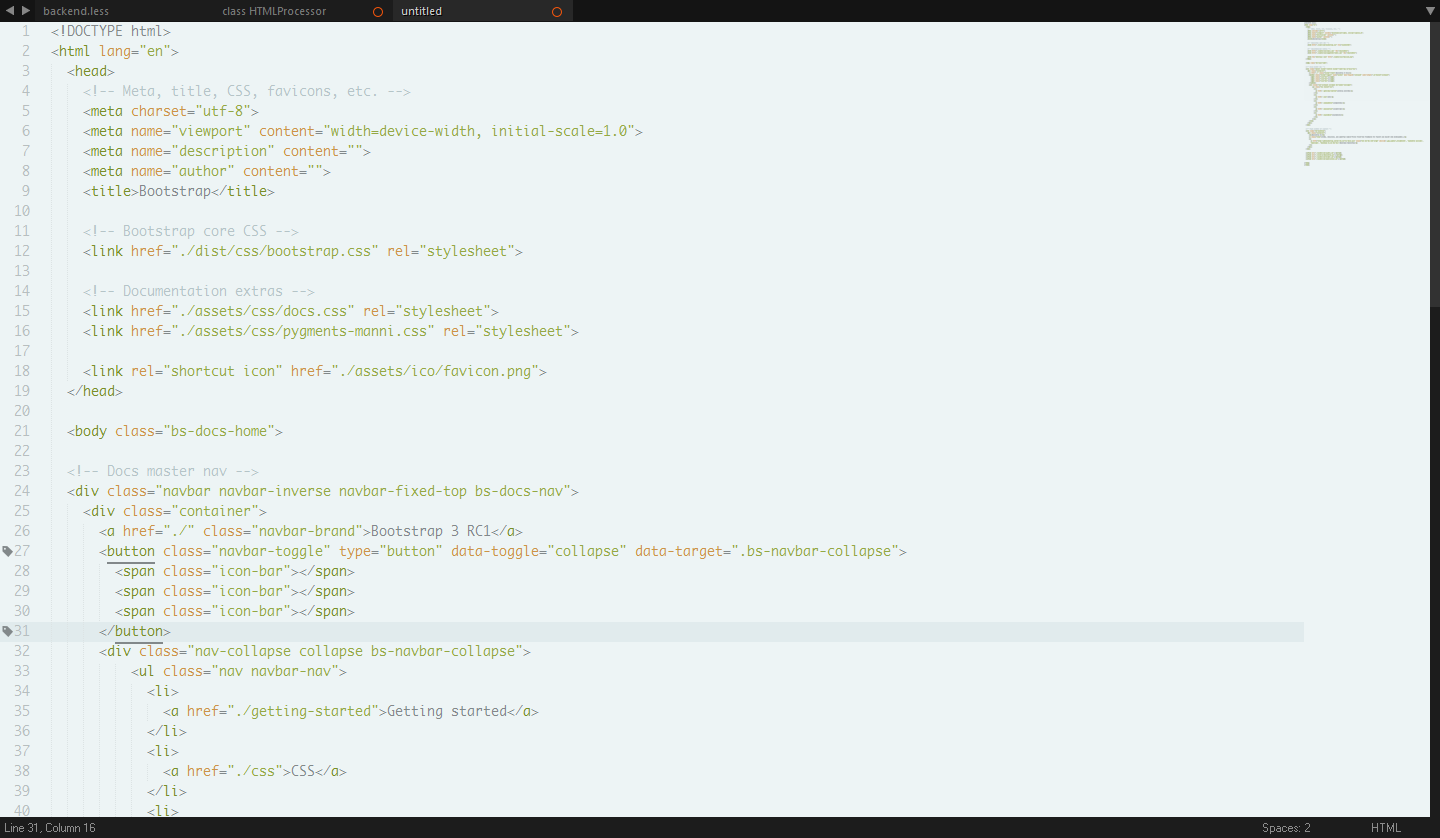 backend.less class HTMLProcessor untitled
1 <!DOCTYPE html>
2 <html lang="en">
3 <head>
4 <!-- Meta, title, CSS, favicons, etc. -->
5 <meta charset="utf-8">
6 <meta name="viewport" content="width=device-width, initial-scale=1.0">
7 <meta name="description" content="">
8 <meta name="author" content="">
9 <title>Bootstrap</title>
10
11 <!-- Bootstrap core CSS -->
12 <link href="./dist/css/bootstrap.css" rel="stylesheet">
13
14 <!-- Documentation extras -->
15 <link href="./assets/css/docs.css" rel="stylesheet">
16 <link href="./assets/css/pygments-manni.css" rel="stylesheet">
17
18 <link rel="shortcut icon" href="./assets/ico/favicon.png">
19 </head>
20
21 <body class="bs-docs-home">
22
23 <!-- Docs master nav -->
24 <div class="navbar navbar-inverse navbar-fixed-top bs-docs-nav">
25 <div class="container">
26 <a href="./" class="navbar-brand">Bootstrap 3 RC1</a>
27 <button class="navbar-toggle" type="button" data-toggle="collapse" data-target=".bs-navbar-collapse">
28 <span class="icon-bar"></span>
29 <span class="icon-bar"></span>
30 <span class="icon-bar"></span>
31 </button>
32 <div class="nav-collapse collapse bs-navbar-collapse">
33 <ul class="nav navbar-nav">
34 <li>
35 <a href="./getting-started">Getting started</a>
36 </li>
37 <li>
38 <a href="./css">CSS</a>
39 </li>
40 <li>
Line 31, Column 16 Spaces: 2 HTML